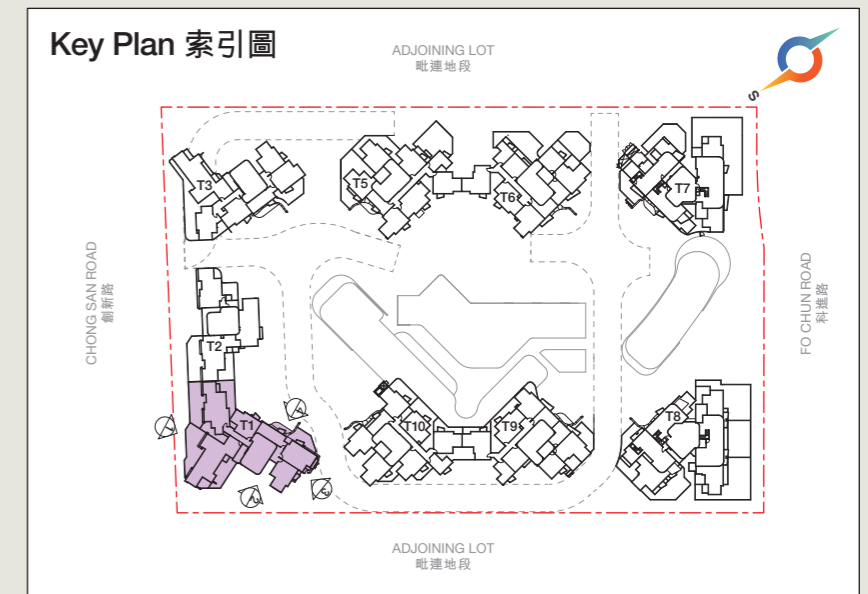 Key Plan 索引圖
ADJOINING LOT
毗連地段
S
T3
T5
T6
T7
CHONG SAN ROAD
創新路
FO CHUN ROAD
科進路
T2
T1
T10
T9
T8
ADJOINING LOT
毗連地段